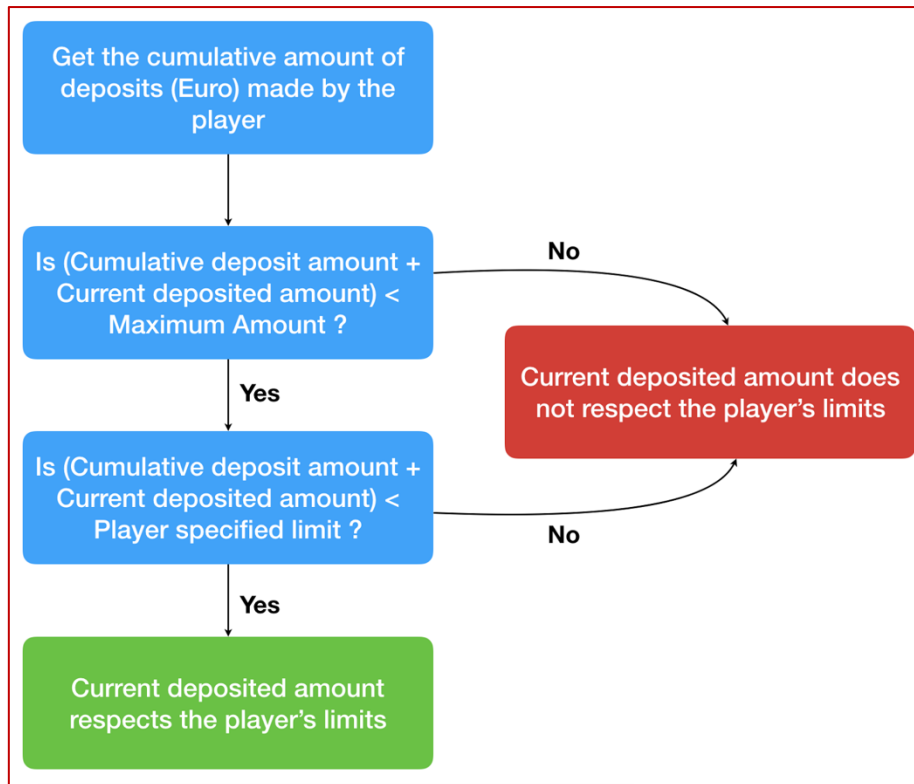 Get the cumulative amount of
deposits (Euro) made by the
player
Is (Cumulative deposit amount +
Current deposited amount) <
Maximum Amount ?
No
Current deposited amount does
not respect the player’s limits
Yes
Is (Cumulative deposit amount +
Current deposited amount) <
Player specified limit ?
No
Yes
Current deposited amount
respects the player’s limits